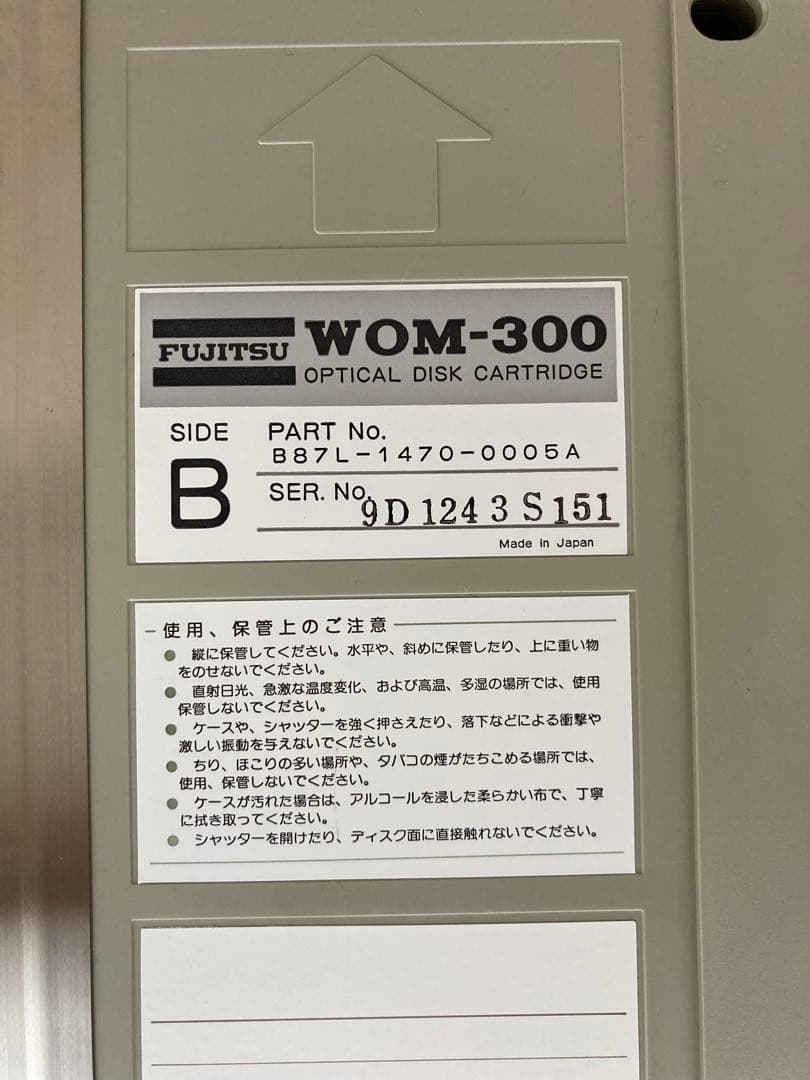 FUJITSU WOM-300
OPTICAL DISK CARTRIDGE
SIDE
B
PART No.
B87L-1470-0005A
SER. No. 9D 124 3 S 151
Made in Japan
使用、保管上のご注意
● 縦に保管してください。水平や、斜めに保管したり、上に重い物
をのせないでください。
● 直射日光、急激な温度変化、および高温、多湿の場所では、使用
保管しないでください。
● ケースや、シャッターを強く押さえたり、落下などによる衝撃や
激しい振動を与えないでください。
● ちり、ほこりの多い場所や、タバコの煙がたちこめる場所では、
使用、保管しないでください。
● ケースが汚れた場合は、アルコールを浸した柔らかい布で、丁寧
に拭き取ってください。
● シャッターを開けたり、ディスク面に直接触れないでください。